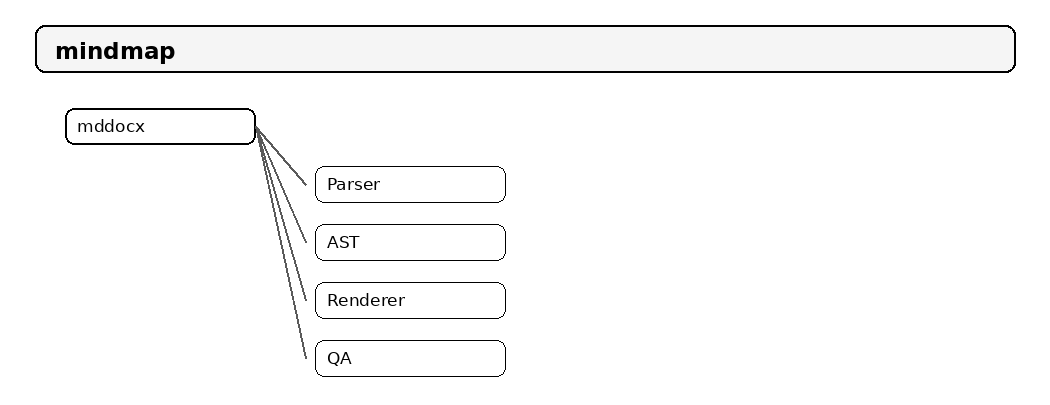 mindmap
mddocx
Parser
AST
Renderer
QA